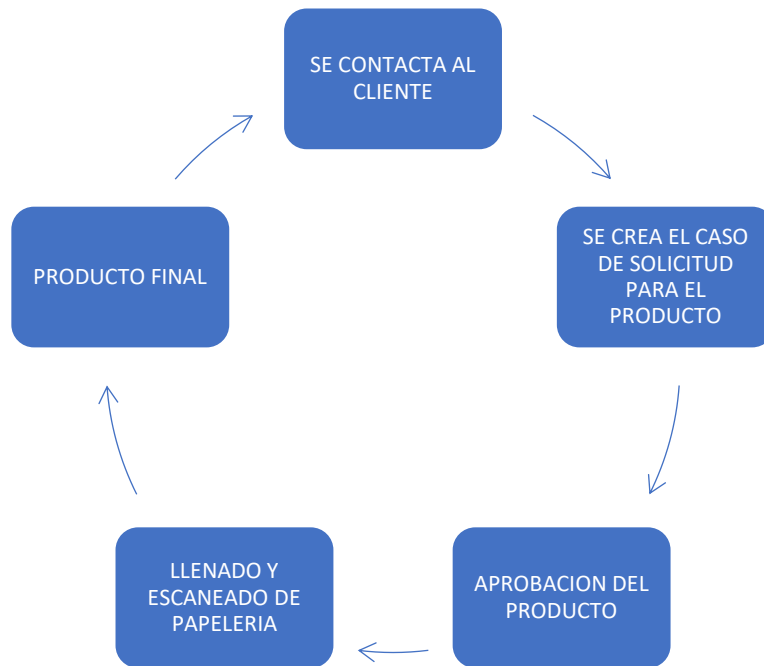 SE CONTACTA AL
CLIENTE
SE CREA EL CASO
DE SOLICITUD
PARA EL
PRODUCTO
APROBACION DEL
PRODUCTO
LLENADO Y
ESCANEADO DE
PAPELERIA
PRODUCTO FINAL